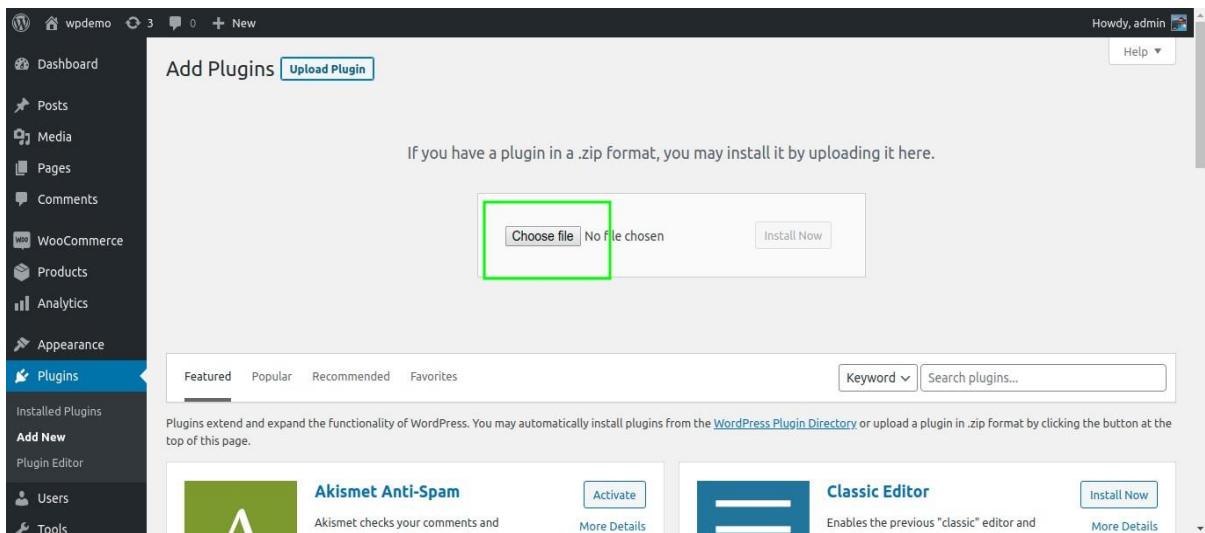 wpdemo 3 0 + New Howdy, admin
Help ▼
Dashboard
Posts
Media
Pages
Comments
WOO WooCommerce
Products
Analytics
Appearance
Plugins
Installed Plugins
Add New
Plugin Editor
Users
Tools
Add Plugins Upload Plugin
If you have a plugin in a .zip format, you may install it by uploading it here.
Choose file No file chosen Install Now
Featured Popular Recommended Favorites Keyword Search plugins...
Plugins extend and expand the functionality of WordPress. You may automatically install plugins from the WordPress Plugin Directory or upload a plugin in .zip format by clicking the button at the
top of this page.
Akismet Anti-Spam Activate
Akismet checks your comments and More Details
Classic Editor Install Now
Enables the previous "classic" editor and More Details